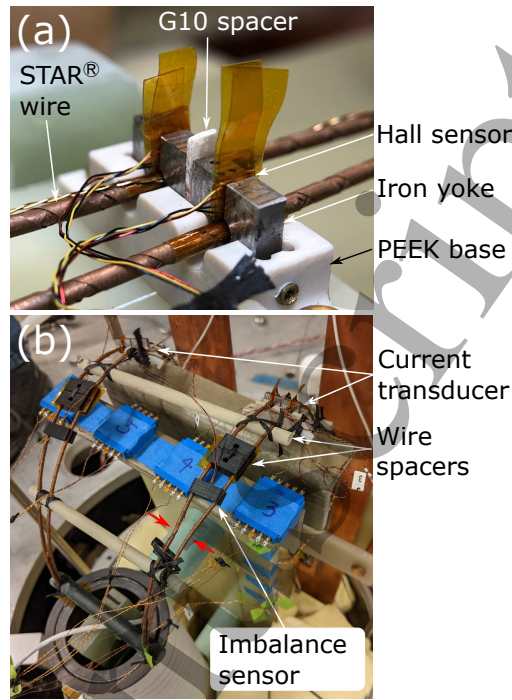 (a)
G10 spacer
STAR®
wire
Hall sensor
Iron yoke
PEEK base
(b)
Current
transducer
Wire
spacers
5
4
3
Imbalance
sensor